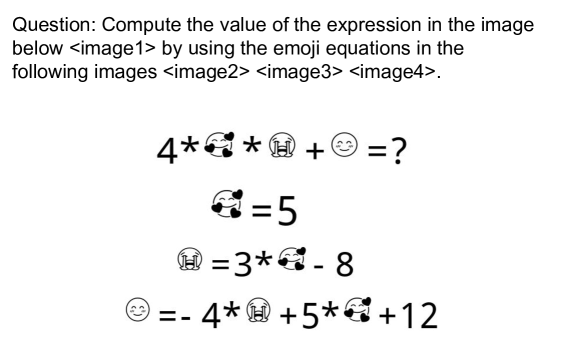 Question: Compute the value of the expression in the image
below <image1> by using the emoji equations in the
following images <image2> <image3> <image4>.
4*🥰*😭+😊=?
🥰=5
😭=3*🥰- 8
😊=- 4*😭+5*🥰+12